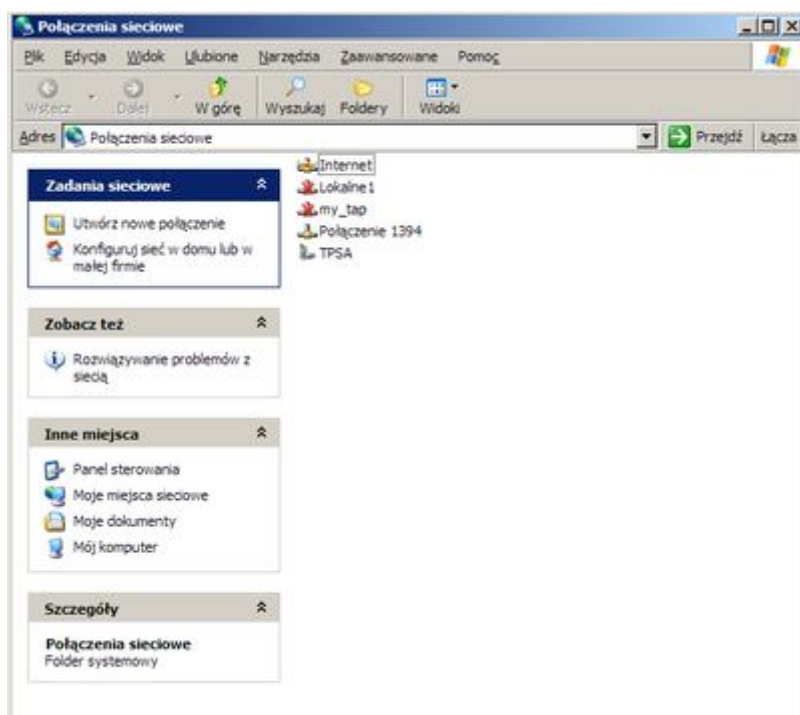 Połączenia sieciowe
Plik Edycja Widok Ulubione Narzędzia Zaawansowane Pomoc
Wstecz Dalej W górę Wyszukaj Foldery Widoki
Adres Połączenia sieciowe Przejdź Łącza
Zadania sieciowe
Utwórz nowe połączenie
Konfiguruj sieć w domu lub w
małej firmie
Zobacz też
Rozwiązywanie problemów z
siecią
Inne miejsca
Panel sterowania
Moje miejsca sieciowe
Moje dokumenty
Mój komputer
Szczegóły
Połączenia sieciowe
Folder systemowy
Internet
Lokalne1
my_tap
Połączenie 1394
TPSA